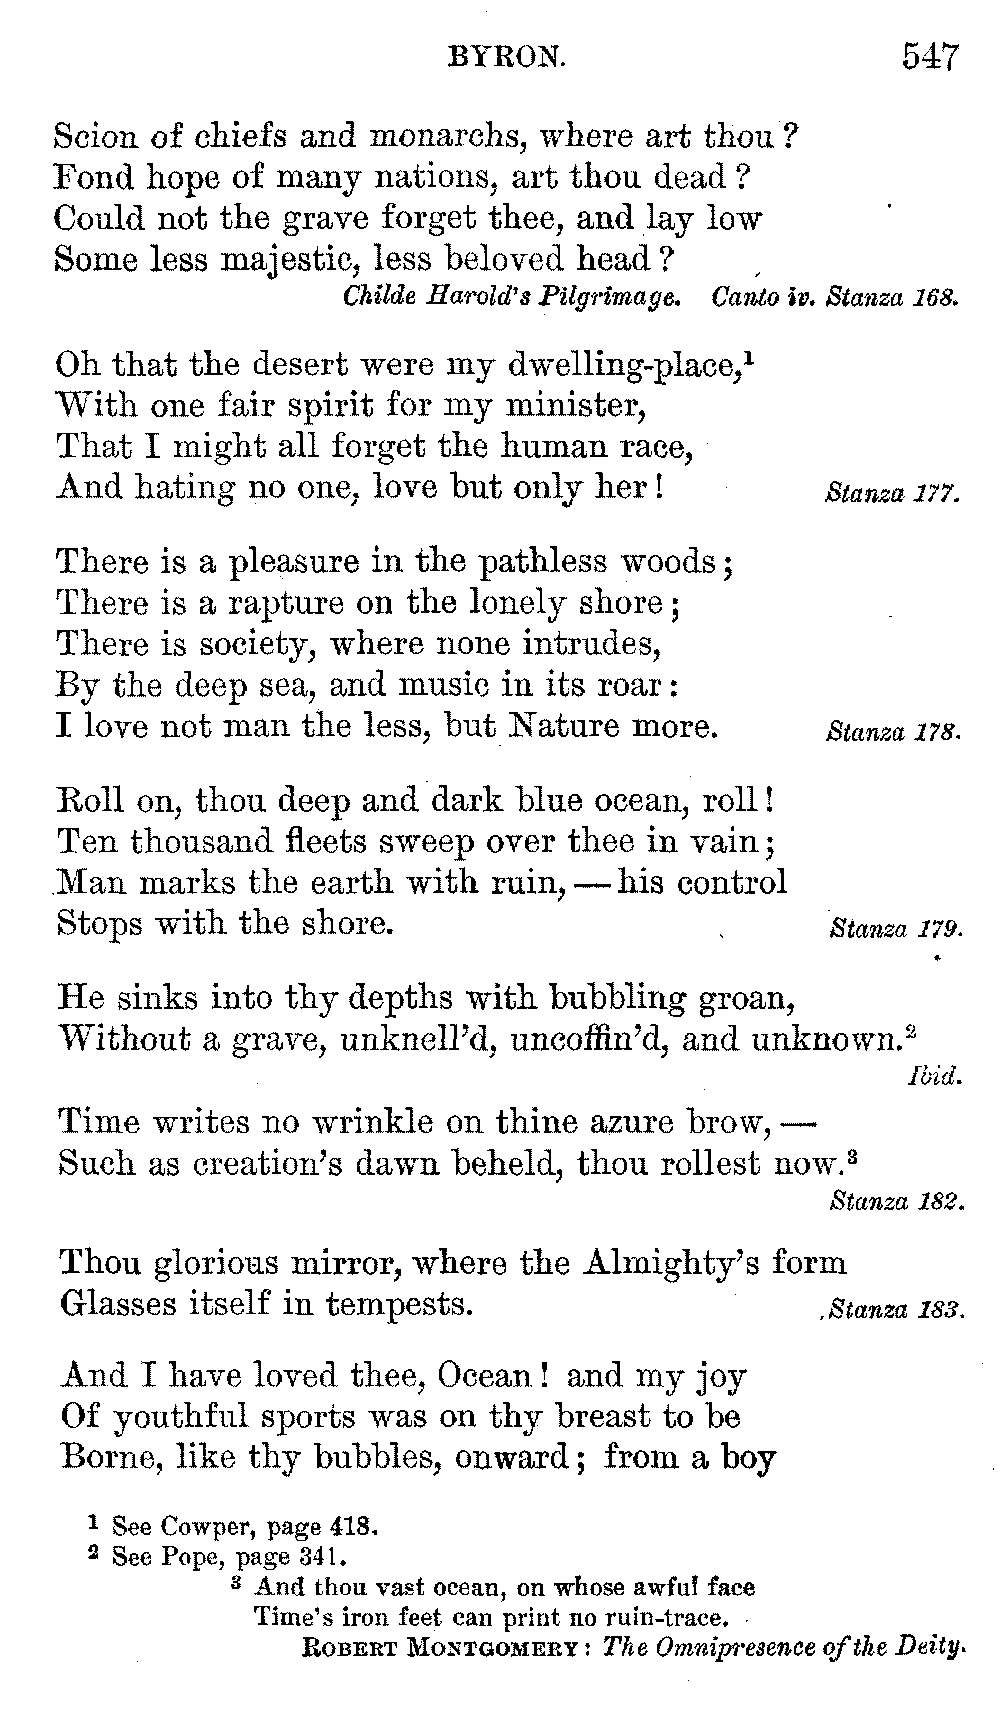 BYRON. 547
Scion of chiefs and monarchs, where art thou?
Fond hope of many nations, art thou dead?
Could not the grave forget thee, and lay low
Some less majestic, less beloved head?
Childe Harold's Pilgrimage. Canto iv. Stanza 168.
Oh that the desert were my dwelling-place,¹
With one fair spirit for my minister,
That I might all forget the human race,
And hating no one, love but only her! Stanza 177.
There is a pleasure in the pathless woods;
There is a rapture on the lonely shore;
There is society, where none intrudes,
By the deep sea, and music in its roar:
I love not man the less, but Nature more. Stanza 178.
Roll on, thou deep and dark blue ocean, roll!
Ten thousand fleets sweep over thee in vain;
Man marks the earth with ruin, — his control
Stops with the shore. Stanza 179.
He sinks into thy depths with bubbling groan,
Without a grave, unknell'd, uncoffin'd, and unknown.²
Ibid.
Time writes no wrinkle on thine azure brow, —
Such as creation's dawn beheld, thou rollest now.³
Stanza 182.
Thou glorious mirror, where the Almighty's form
Glasses itself in tempests. Stanza 183.
And I have loved thee, Ocean! and my joy
Of youthful sports was on thy breast to be
Borne, like thy bubbles, onward; from a boy
¹ See Cowper, page 418.
² See Pope, page 341.
³ And thou vast ocean, on whose awful face
Time's iron feet can print no ruin-trace.
ROBERT MONTGOMERY: The Omnipresence of the Deity.